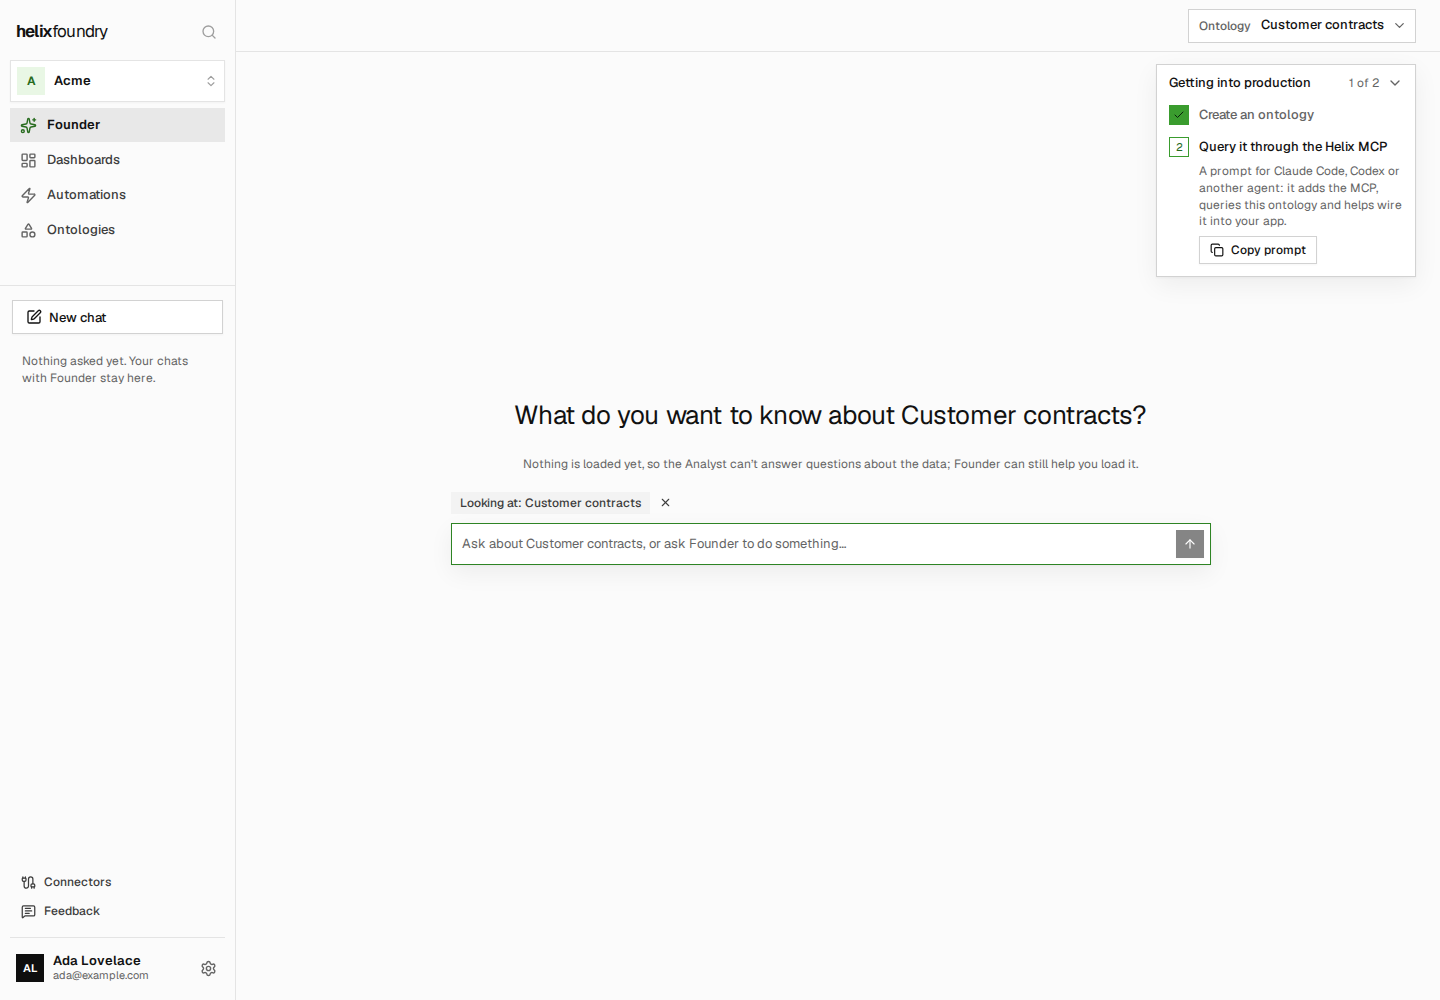 helixfoundry
A Acme
Founder
Dashboards
Automations
Ontologies
New chat
Nothing asked yet. Your chats
with Founder stay here.
Connectors
Feedback
AL Ada Lovelace
ada@example.com
Ontology Customer contracts
Getting into production 1 of 2
Create an ontology
2 Query it through the Helix MCP
A prompt for Claude Code, Codex or
another agent: it adds the MCP,
queries this ontology and helps wire
it into your app.
Copy prompt
What do you want to know about Customer contracts?
Nothing is loaded yet, so the Analyst can't answer questions about the data; Founder can still help you load it.
Looking at: Customer contracts
Ask about Customer contracts, or ask Founder to do something…